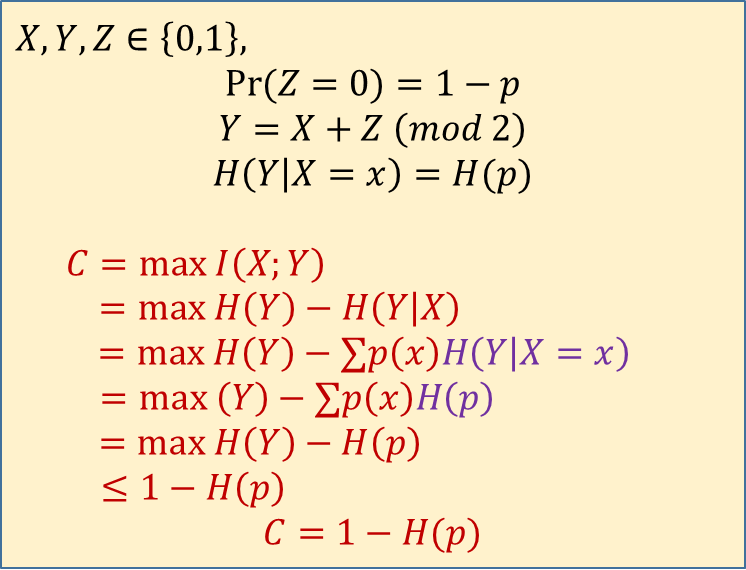 X, Y, Z ∈ {0,1},
Pr(Z = 0) = 1 − p
Y = X + Z (mod 2)
H(Y|X = x) = H(p)
C = max I(X; Y)
= max H(Y) − H(Y|X)
= max H(Y) − ∑p(x)H(Y|X = x)
= max (Y) − ∑p(x)H(p)
= max H(Y) − H(p)
≤ 1 − H(p)
C = 1 − H(p)